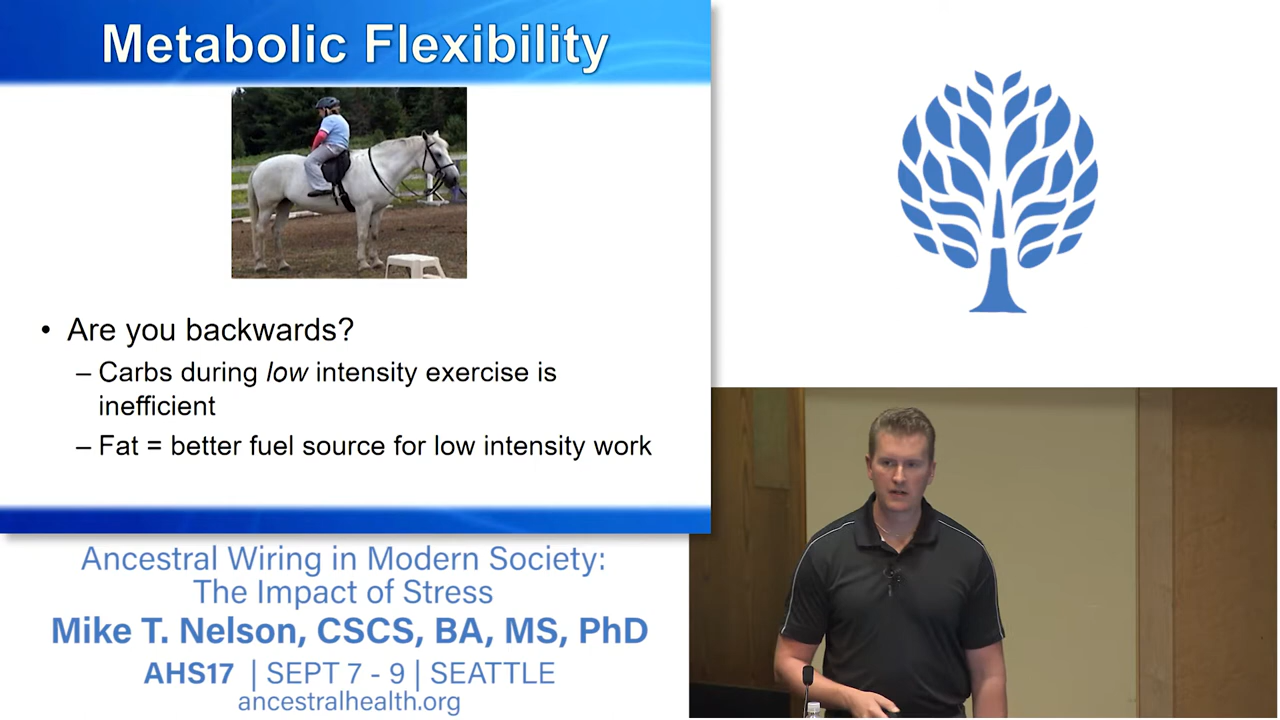 Metabolic Flexibility
• Are you backwards?
– Carbs during low intensity exercise is
inefficient
– Fat = better fuel source for low intensity work
Ancestral Wiring in Modern Society:
The Impact of Stress
Mike T. Nelson, CSCS, BA, MS, PhD
AHS17 | SEPT 7 - 9 | SEATTLE
ancestralhealth.org